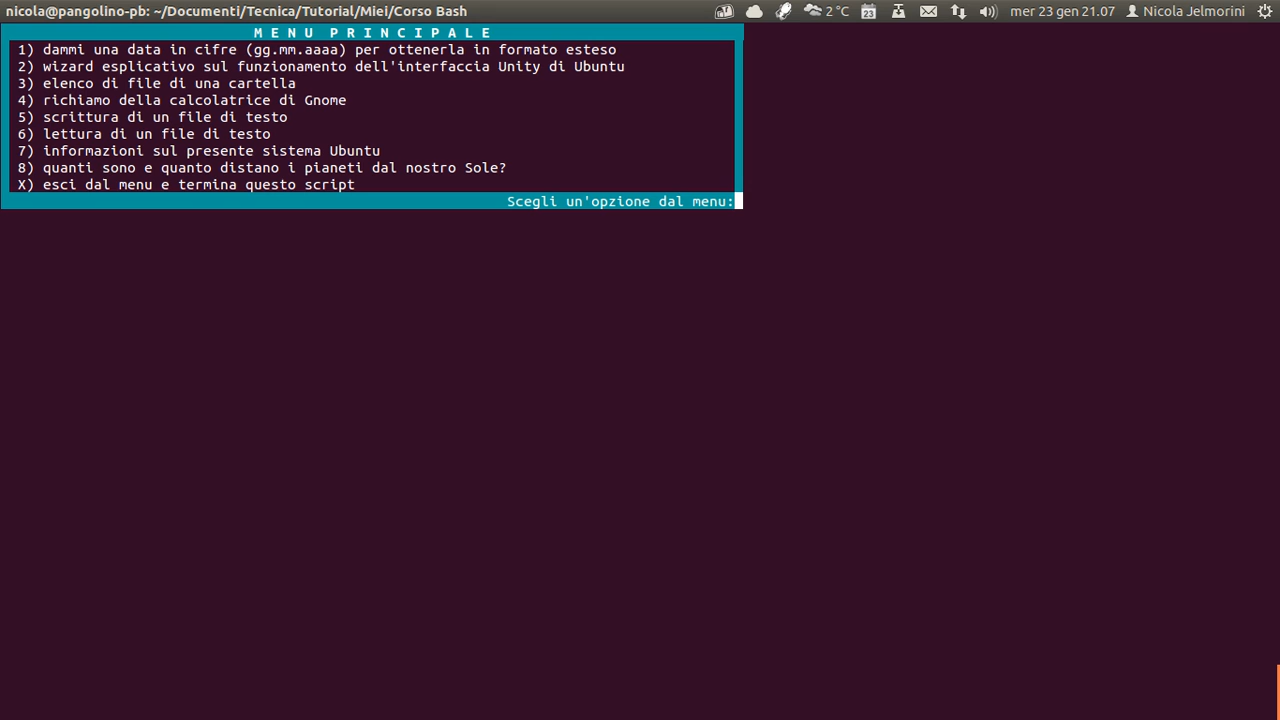 nicola@pangolino-pb: ~/Documenti/Tecnica/Tutorial/Miei/Corso Bash 2 °C 23 mer 23 gen 21.07 Nicola Jelmorini
M E N U P R I N C I P A L E
1) dammi una data in cifre (gg.mm.aaaa) per ottenerla in formato esteso
2) wizard esplicativo sul funzionamento dell'interfaccia Unity di Ubuntu
3) elenco di file di una cartella
4) richiamo della calcolatrice di Gnome
5) scrittura di un file di testo
6) lettura di un file di testo
7) informazioni sul presente sistema Ubuntu
8) quanti sono e quanto distano i pianeti dal nostro Sole?
X) esci dal menu e termina questo script
Scegli un'opzione dal menu: